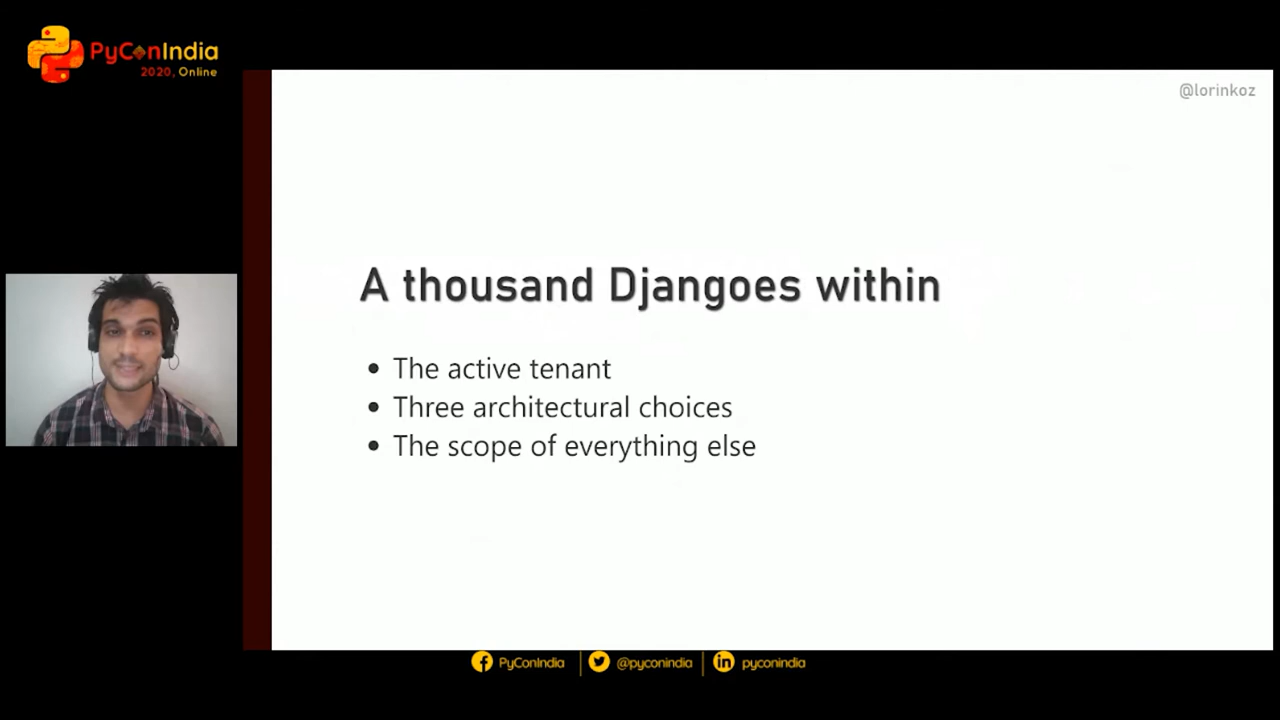 PyConIndia
2020, Online
@lorinkoz
A thousand Djangoes within
• The active tenant
• Three architectural choices
• The scope of everything else
PyConIndia @pyconindia pyconindia